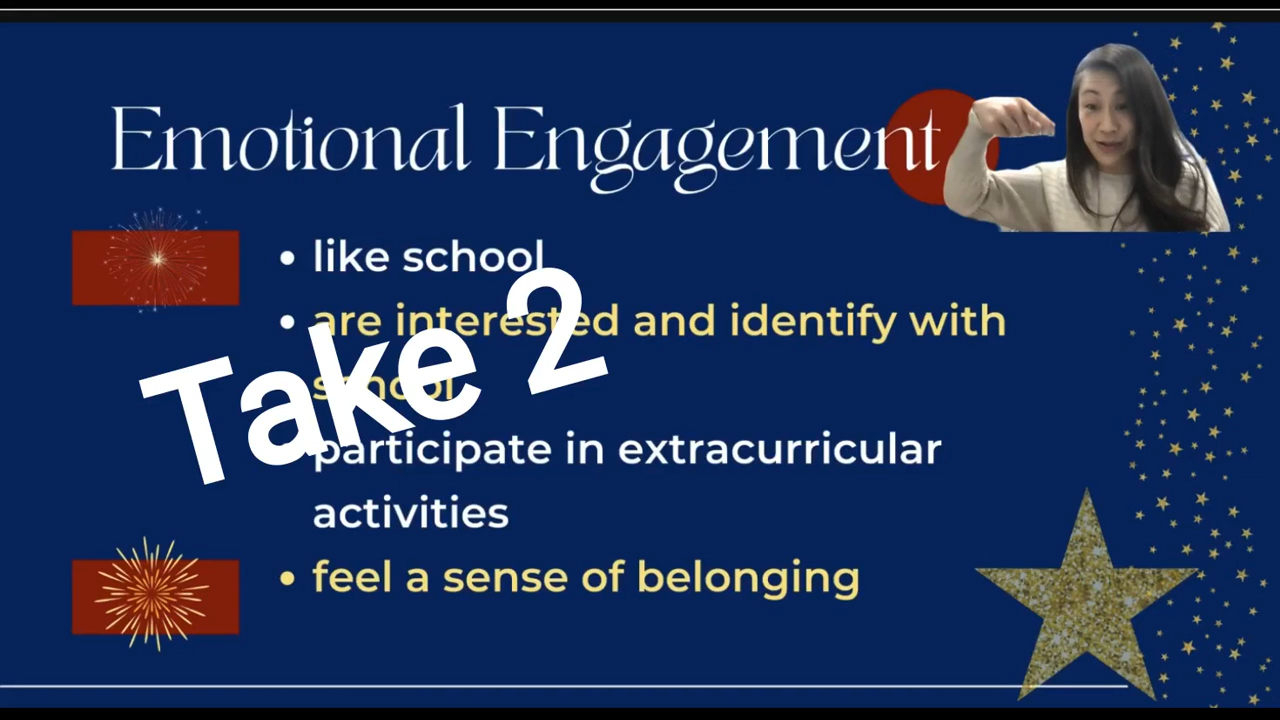 Emotional Engagement
• like school
• are interested and identify with
school
• participate in extracurricular
activities
• feel a sense of belonging
Take 2